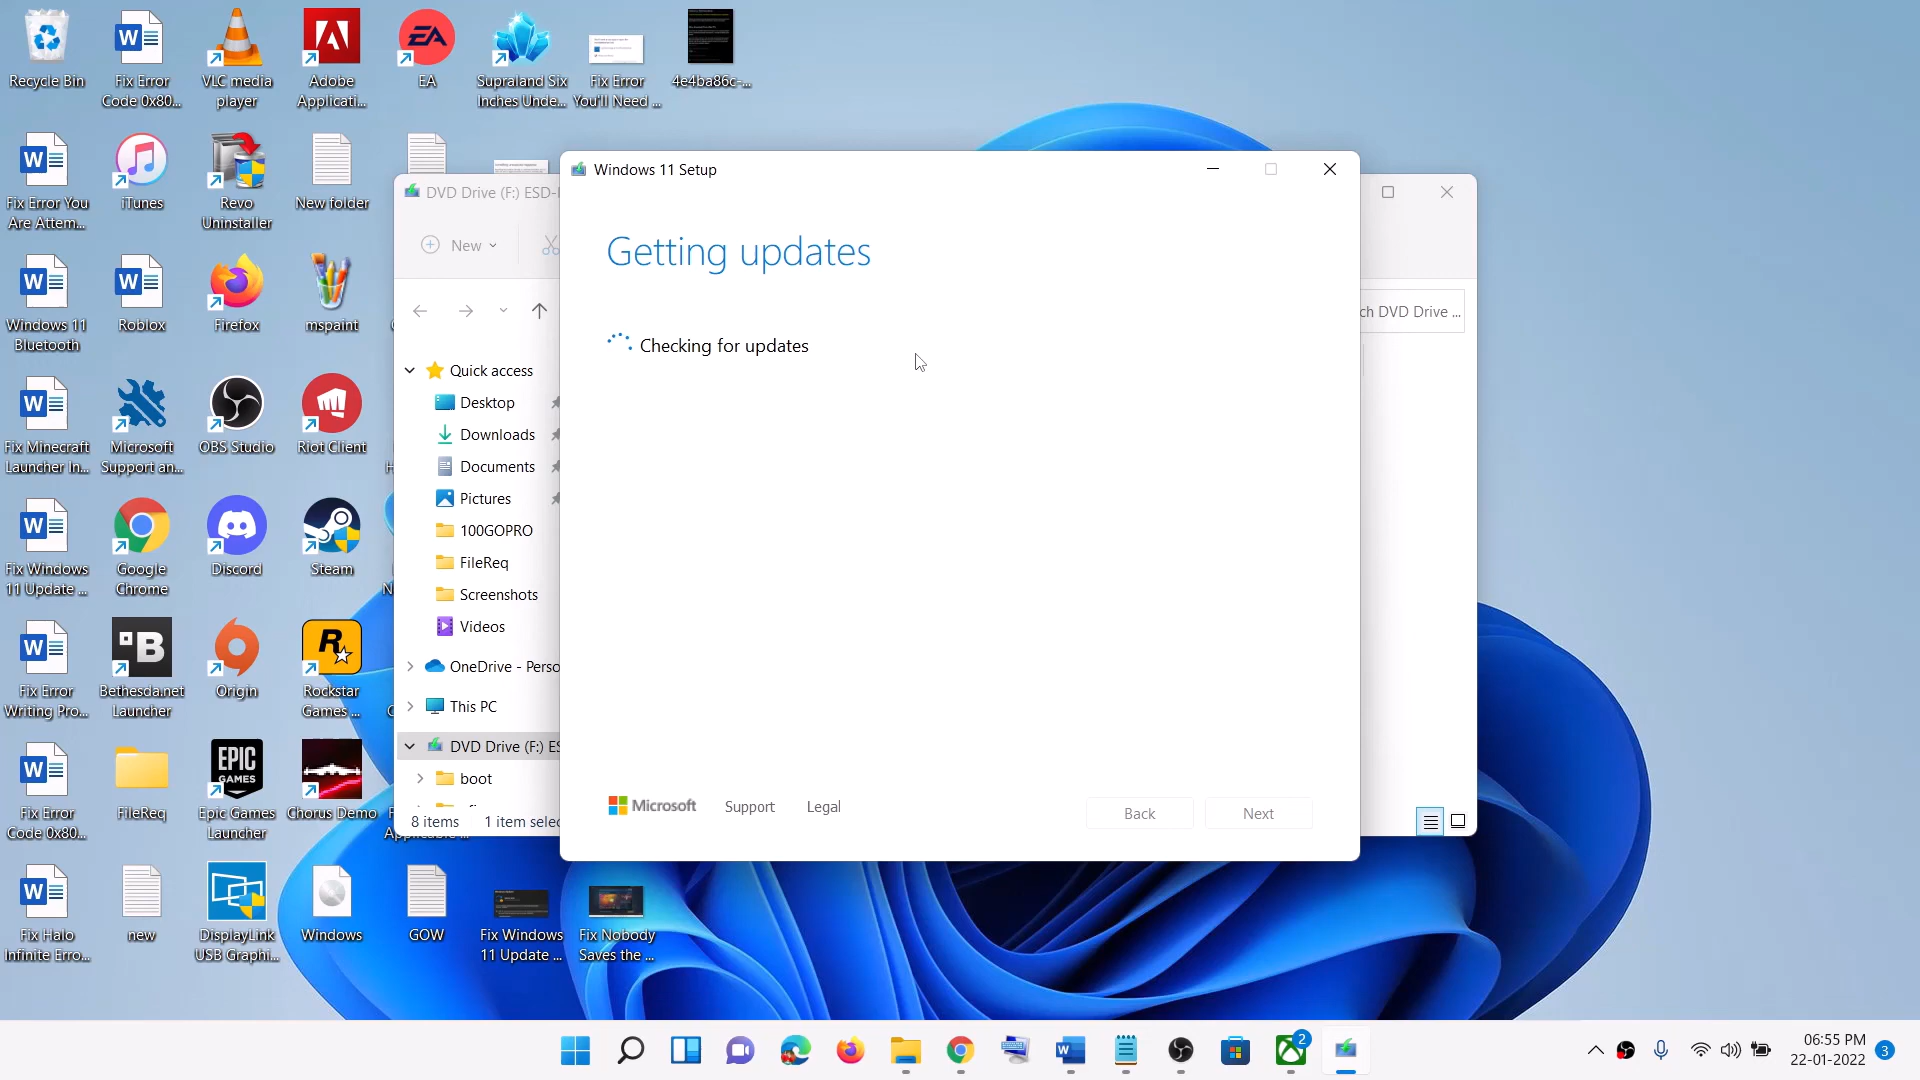 Recycle Bin
Fix Error
Code 0x80...
VLC media
player
Adobe
Applicati...
EA
Supraland Six
Inches Unde...
Fix Error
You'll Need ...
4e4ba86c-...
Fix Error You
Are Attem...
iTunes
Revo
Uninstaller
New folder
Windows 11
Bluetooth
Roblox
Firefox
mspaint
Fix Minecraft
Launcher In...
Microsoft
Support an...
OBS Studio
Riot Client
Fix Windows
11 Update ...
Google
Chrome
Discord
Steam
Fix Error
Writing Pro...
Bethesda.net
Launcher
Origin
Rockstar
Games ...
Fix Error
Code 0x80...
FileReq
EPIC
GAMES
Epic Games
Launcher
Chorus Demo
Fix Halo
Infinite Erro...
new
DisplayLink
USB Graphi...
Windows
GOW
Fix Windows
11 Update ...
Fix Nobody
Saves the ...
DVD Drive (F:) ESD-
New
ch DVD Drive ...
Quick access
Desktop
Downloads
Documents
Pictures
100GOPRO
FileReq
Screenshots
Videos
OneDrive - Perso
This PC
DVD Drive (F:) ES
boot
8 items
1 item selec
Windows 11 Setup
Getting updates
Checking for updates
Microsoft
Support
Legal
Back
Next
2
06:55 PM
22-01-2022
3